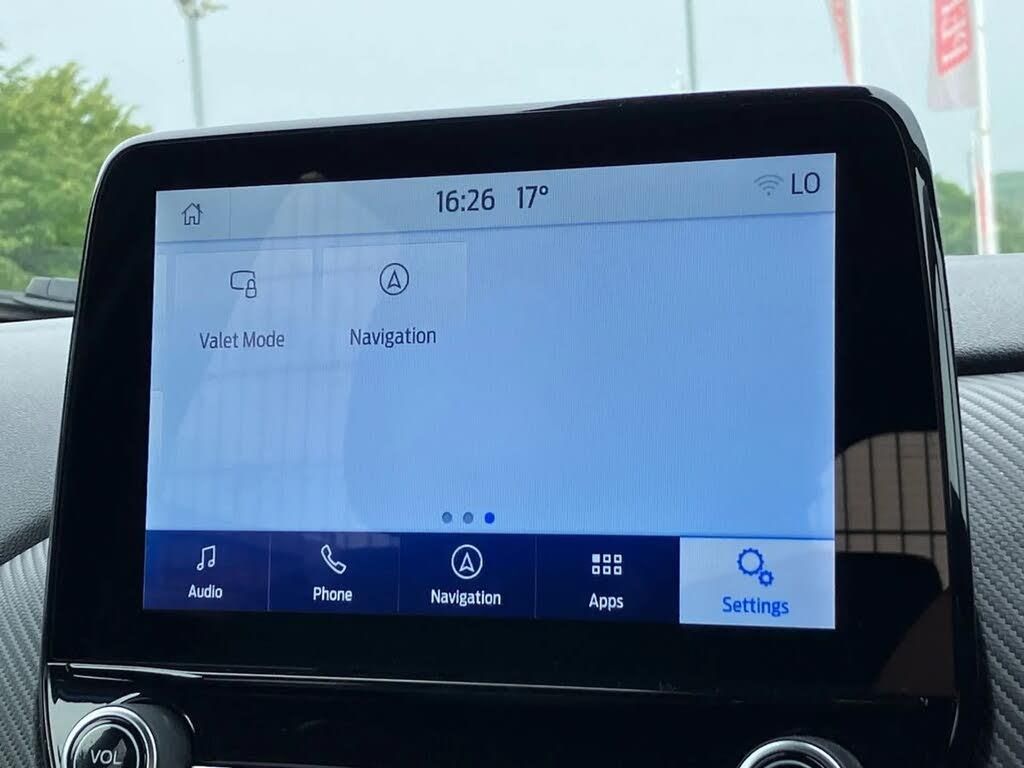 16:26 17° LO
Valet Mode Navigation
Audio Phone Navigation Apps Settings
VOL